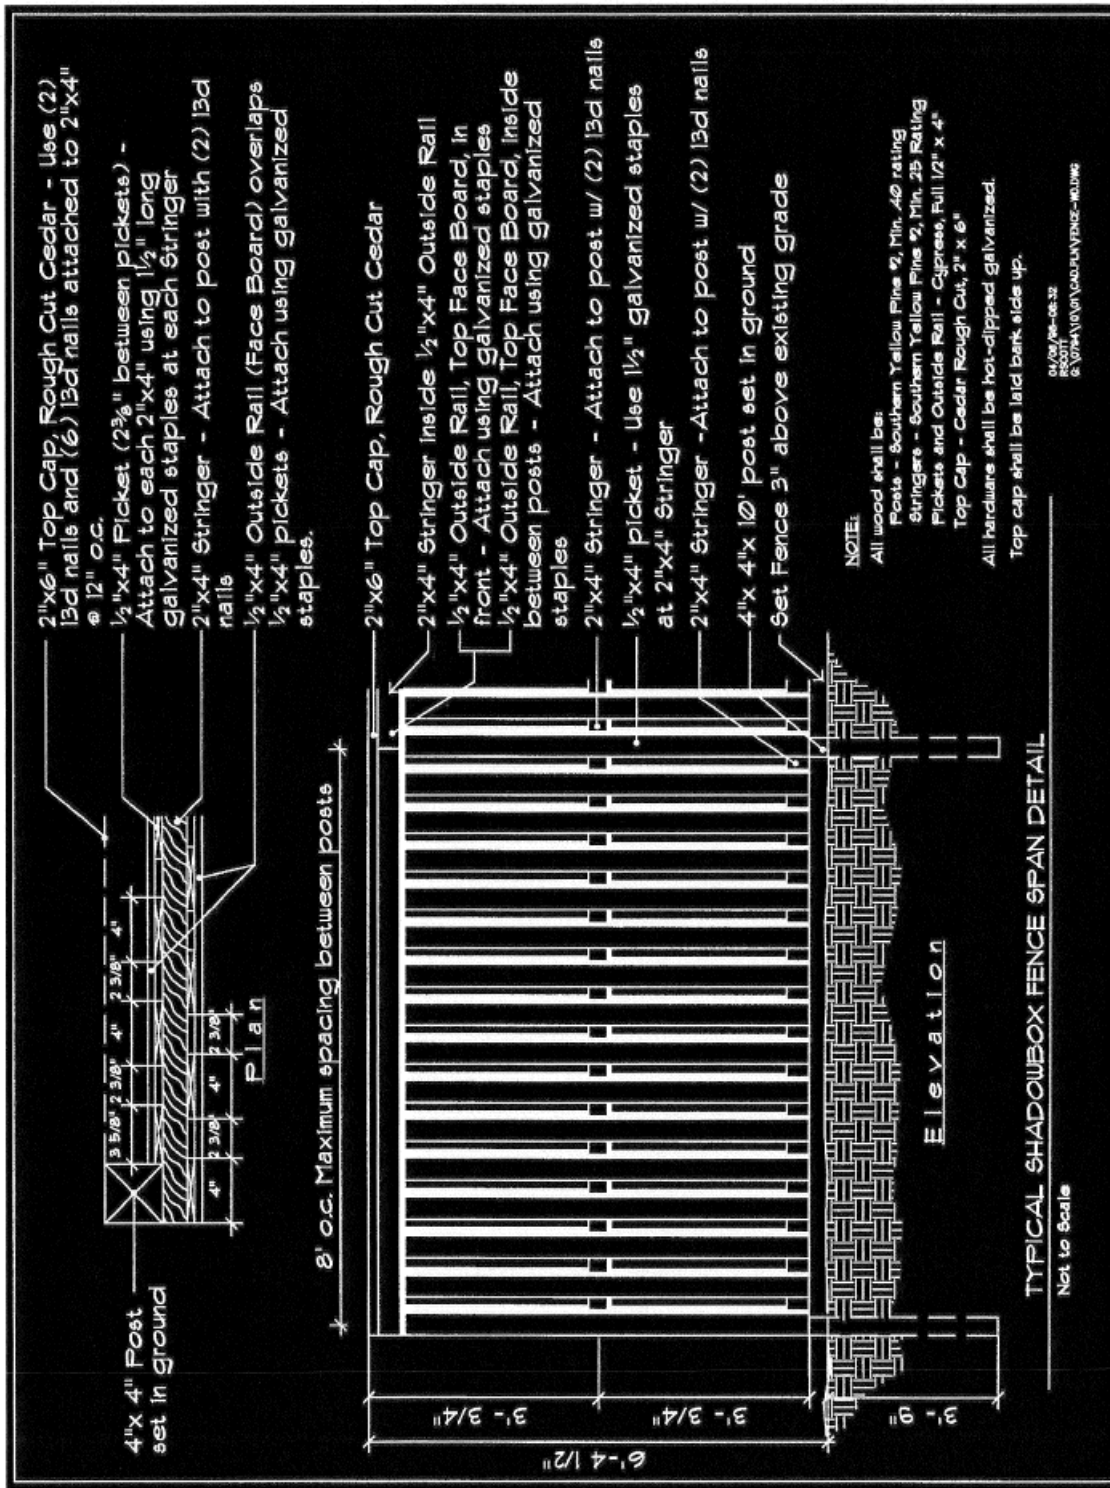 2"x6" Top Cap, Rough Cut Cedar - Use (2)
13d nails and (6) 13d nails attached to 2"x4"
@ 12" o.c.
1/2"x4" Picket (2 3/8" between pickets) -
Attach to each 2"x4" using 1 1/2" long
galvanized staples at each Stringer
2"x4" Stringer - Attach to post with (2) 13d
nails
1/2"x4" Outside Rail (Face Board) overlaps
1/2"x4" pickets - Attach using galvanized
staples.
4"x 4" Post
set in ground
3 5/8" 2 3/8" 4" 2 3/8" 4"
4" 2 3/8" 4" 2 3/8"
Plan
8' o.c. Maximum spacing between posts
2"x6" Top Cap, Rough Cut Cedar
2"x4" Stringer inside 1/2"x4" Outside Rail
1/2"x4" Outside Rail, Top Face Board, in
front - Attach using galvanized staples
1/2"x4" Outside Rail, Top Face Board, inside
between posts - Attach using galvanized
staples
2"x4" Stringer - Attach to post w/ (2) 13d nails
1/2"x4" picket - Use 1 1/2" galvanized staples
at 2"x4" Stringer
2"x4" Stringer -Attach to post w/ (2) 13d nails
4"x 4"x 10' post set in ground
Set Fence 3" above existing grade
3'- 3/4"
3'- 3/4"
6'-4 1/2"
3'- 9"
Elevation
NOTE:
All wood shall be:
Posts - Southern Yellow Pine #2, Min. .40 rating
Stringers - Southern Yellow Pine #2, Min. .25 Rating
Pickets and Outside Rail - Cypress, Full 1/2" x 4"
Top Cap - Cedar Rough Cut, 2" x 6"
All hardware shall be hot-dipped galvanized.
Top cap shall be laid bark side up.
TYPICAL SHADOWBOX FENCE SPAN DETAIL
Not to Scale
RSCOTT